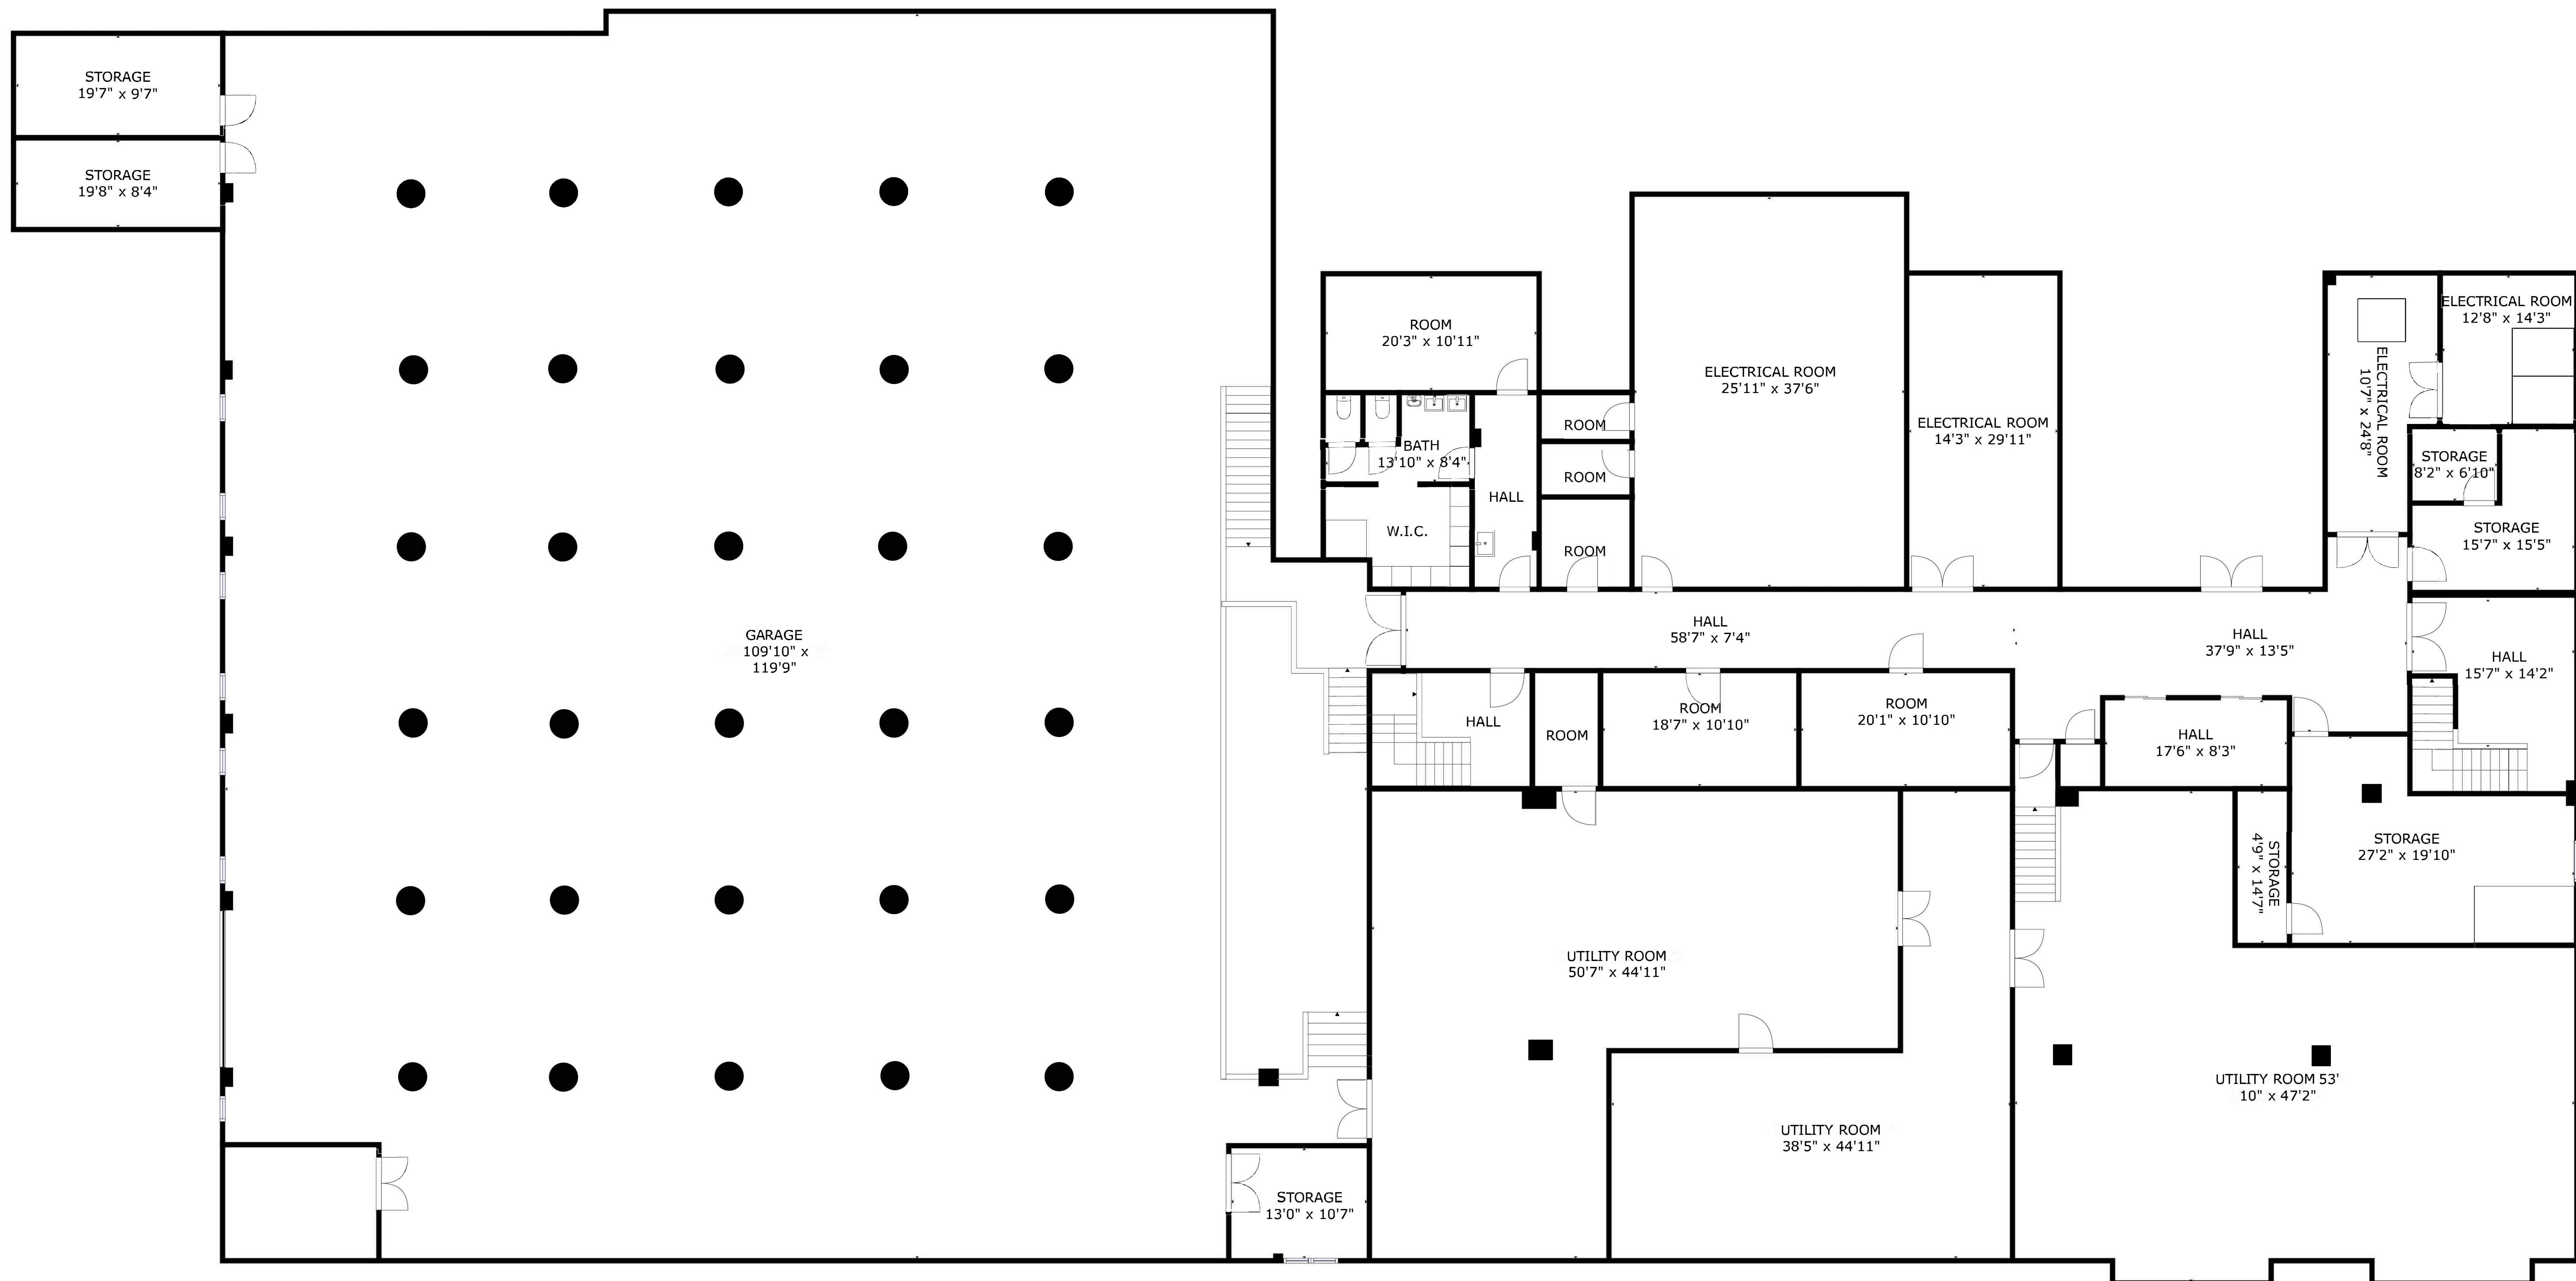 STORAGE
19'7" x 9'7"
STORAGE
19'8" x 8'4"
GARAGE
109'10" x
119'9"
ROOM
20'3" x 10'11"
BATH
13'10" x 8'4"
W.I.C.
HALL
ROOM
ROOM
ROOM
ELECTRICAL ROOM
25'11" x 37'6"
ELECTRICAL ROOM
14'3" x 29'11"
ELECTRICAL ROOM
10'7" x 24'8"
ELECTRICAL ROOM
12'8" x 14'3"
STORAGE
8'2" x 6'10"
STORAGE
15'7" x 15'5"
HALL
58'7" x 7'4"
HALL
37'9" x 13'5"
HALL
15'7" x 14'2"
HALL
ROOM
ROOM
18'7" x 10'10"
ROOM
20'1" x 10'10"
HALL
17'6" x 8'3"
STORAGE
4'9" x 14'7"
STORAGE
27'2" x 19'10"
UTILITY ROOM
50'7" x 44'11"
UTILITY ROOM
38'5" x 44'11"
UTILITY ROOM 53'
10" x 47'2"
STORAGE
13'0" x 10'7"